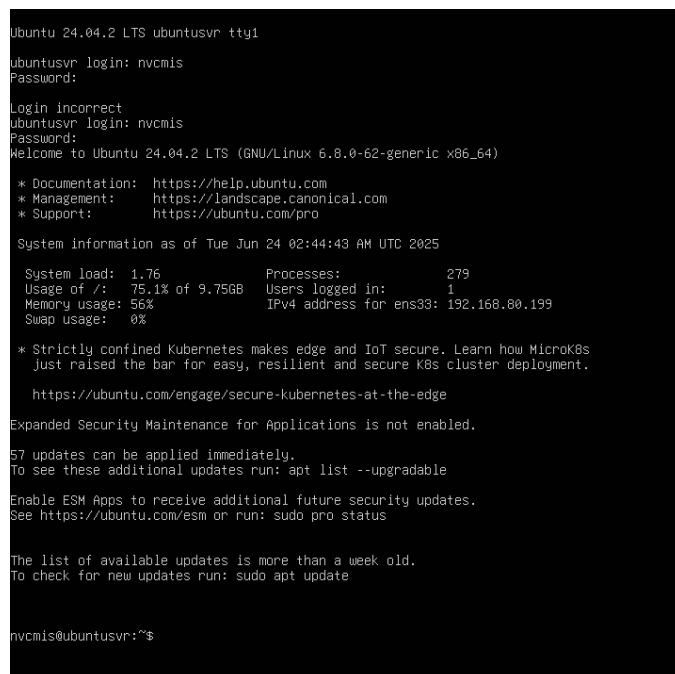 Ubuntu 24.04.2 LTS ubuntusvr tty1
ubuntusvr login: nvcmis
Password:
Login incorrect
ubuntusvr login: nvcmis
Password:
Welcome to Ubuntu 24.04.2 LTS (GNU/Linux 6.8.0-62-generic x86_64)
* Documentation:  https://help.ubuntu.com
* Management:     https://landscape.canonical.com
* Support:        https://ubuntu.com/pro
System information as of Tue Jun 24 02:44:43 AM UTC 2025
System load:  1.76              Processes:              279
Usage of /:   75.1% of 9.75GB   Users logged in:        1
Memory usage: 56%               IPv4 address for ens33: 192.168.80.199
Swap usage:   0%
* Strictly confined Kubernetes makes edge and IoT secure. Learn how MicroK8s
just raised the bar for easy, resilient and secure K8s cluster deployment.
https://ubuntu.com/engage/secure-kubernetes-at-the-edge
Expanded Security Maintenance for Applications is not enabled.
57 updates can be applied immediately.
To see these additional updates run: apt list --upgradable
Enable ESM Apps to receive additional future security updates.
See https://ubuntu.com/esm or run: sudo pro status
The list of available updates is more than a week old.
To check for new updates run: sudo apt update
nvcmis@ubuntusvr:~$